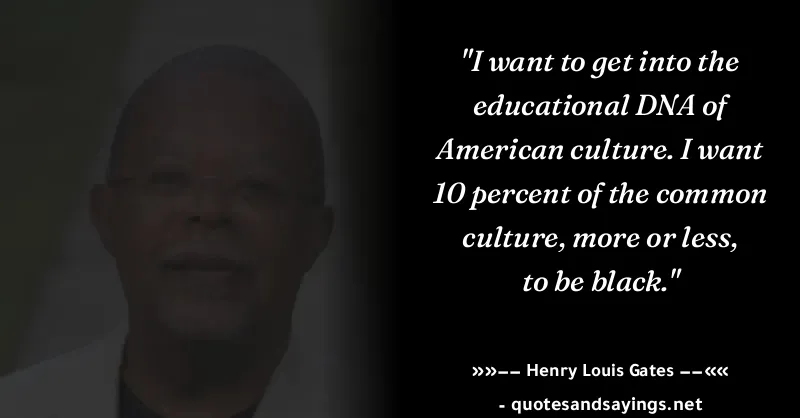 "I want to get into the
educational DNA of
American culture. I want
10 percent of the common
culture, more or less,
to be black."
»»–– Henry Louis Gates ––««
- quotesandsayings.net